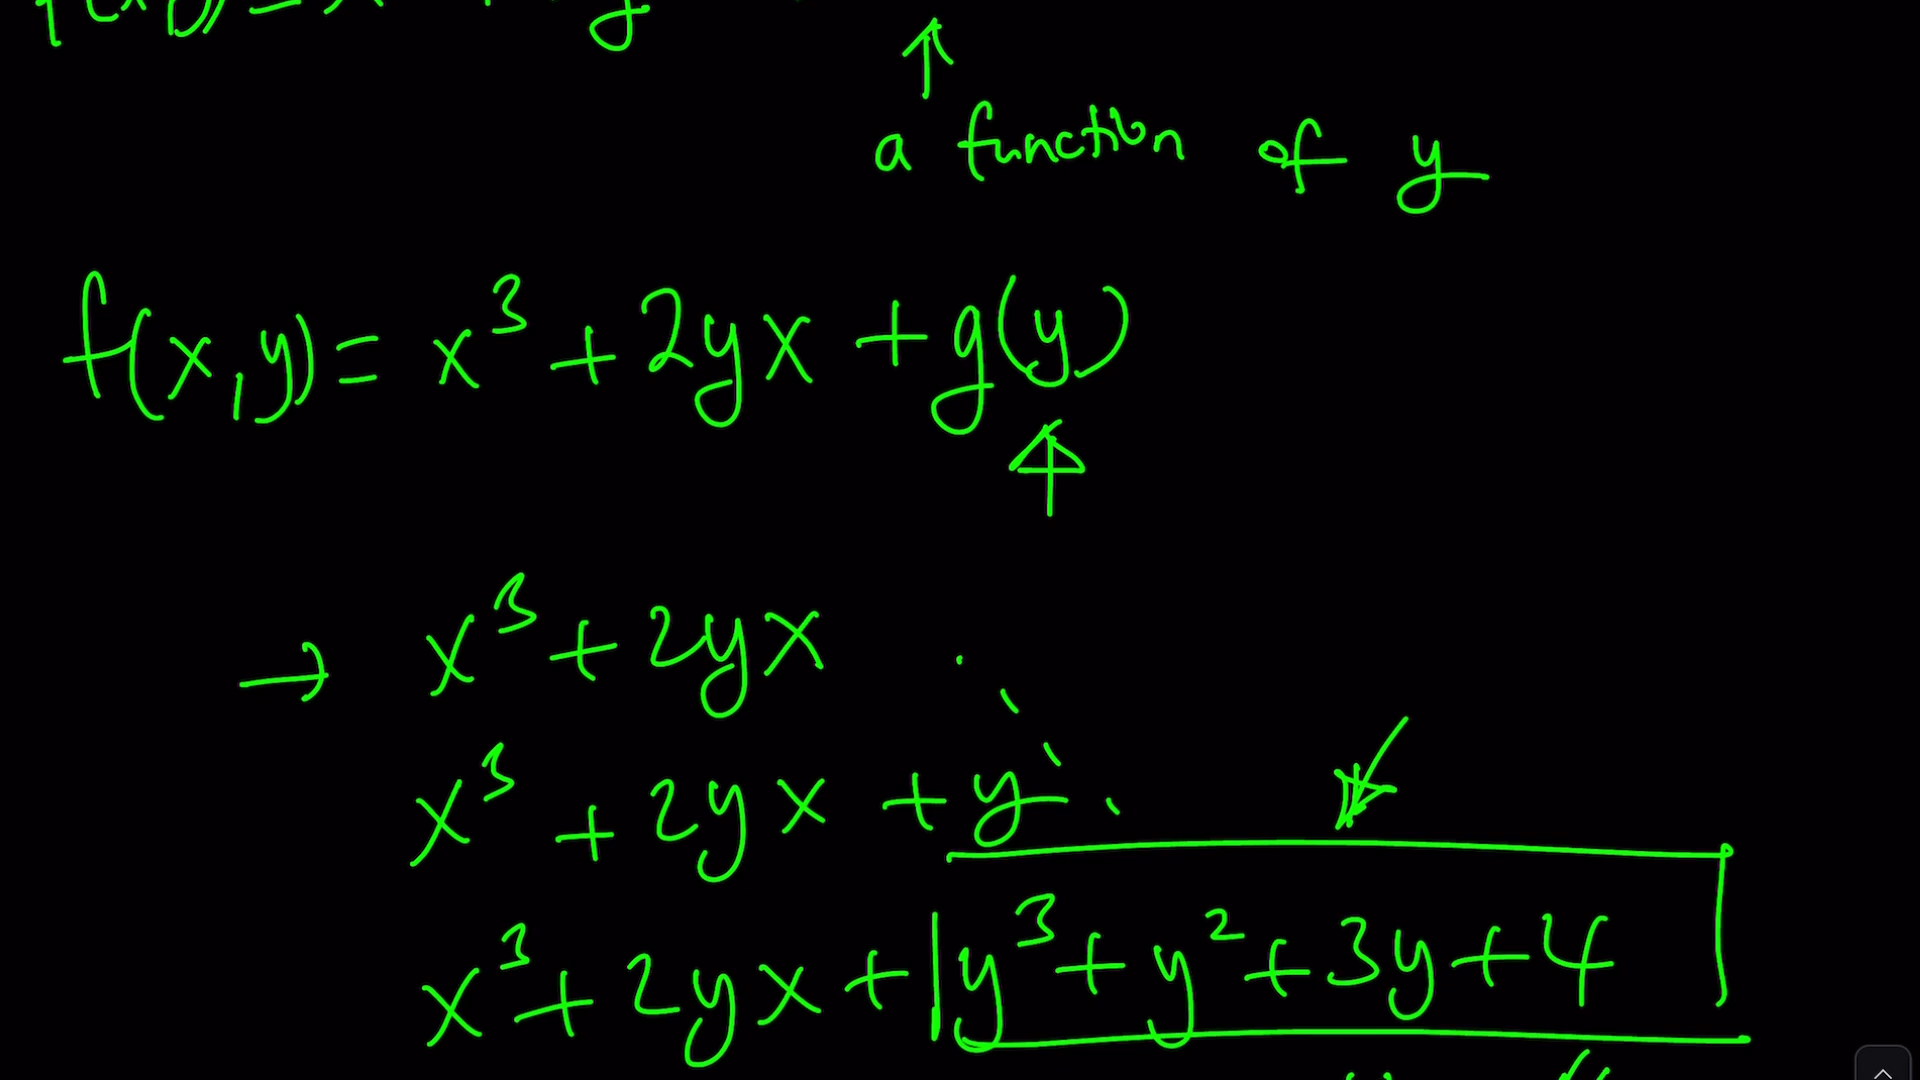 a function of y
f(x,y) = x³ + 2yx + g(y)
→ x³ + 2yx
x³ + 2yx + y
x³ + 2yx + y³ + y² + 3y + 4